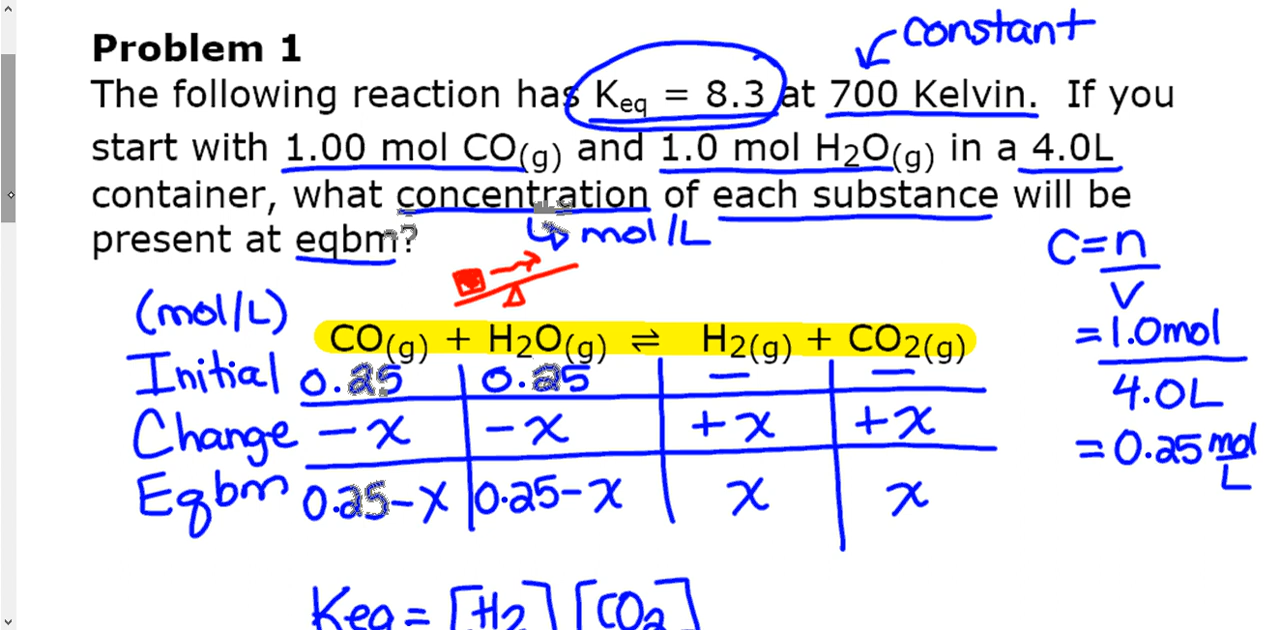 Problem 1
constant
The following reaction has Keq = 8.3 at 700 Kelvin. If you
start with 1.00 mol CO(g) and 1.0 mol H2O(g) in a 4.0L
container, what concentration of each substance will be
present at eqbm?
↳ mol/L
C = n/V
(mol/L)
CO(g) + H2O(g) ⇌ H2(g) + CO2(g)
= 1.0mol
4.0L
Initial 0.25 0.25 — —
Change -x -x +x +x
= 0.25 mol/L
Eqbm 0.25-x 0.25-x x x
Keq = [H2] [CO2]